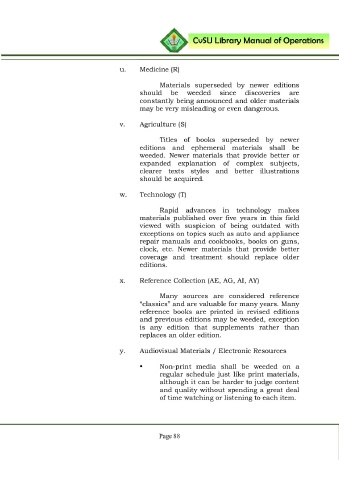 CvSU Library Manual of Operations
u. Medicine (R)
Materials superseded by newer editions
should be weeded since discoveries are
constantly being announced and older materials
may be very misleading or even dangerous.
v. Agriculture (S)
Titles of books superseded by newer
editions and ephemeral materials shall be
weeded. Newer materials that provide better or
expanded explanation of complex subjects,
clearer texts styles and better illustrations
should be acquired.
w. Technology (T)
Rapid advances in technology makes
materials published over five years in this field
viewed with suspicion of being outdated with
exceptions on topics such as auto and appliance
repair manuals and cookbooks, books on guns,
clock, etc. Newer materials that provide better
coverage and treatment should replace older
editions.
x. Reference Collection (AE, AG, AI, AY)
Many sources are considered reference
“classics” and are valuable for many years. Many
reference books are printed in revised editions
and previous editions may be weeded, exception
is any edition that supplements rather than
replaces an older edition.
y. Audiovisual Materials / Electronic Resources
• Non-print media shall be weeded on a
regular schedule just like print materials,
although it can be harder to judge content
and quality without spending a great deal
of time watching or listening to each item.
Page 88